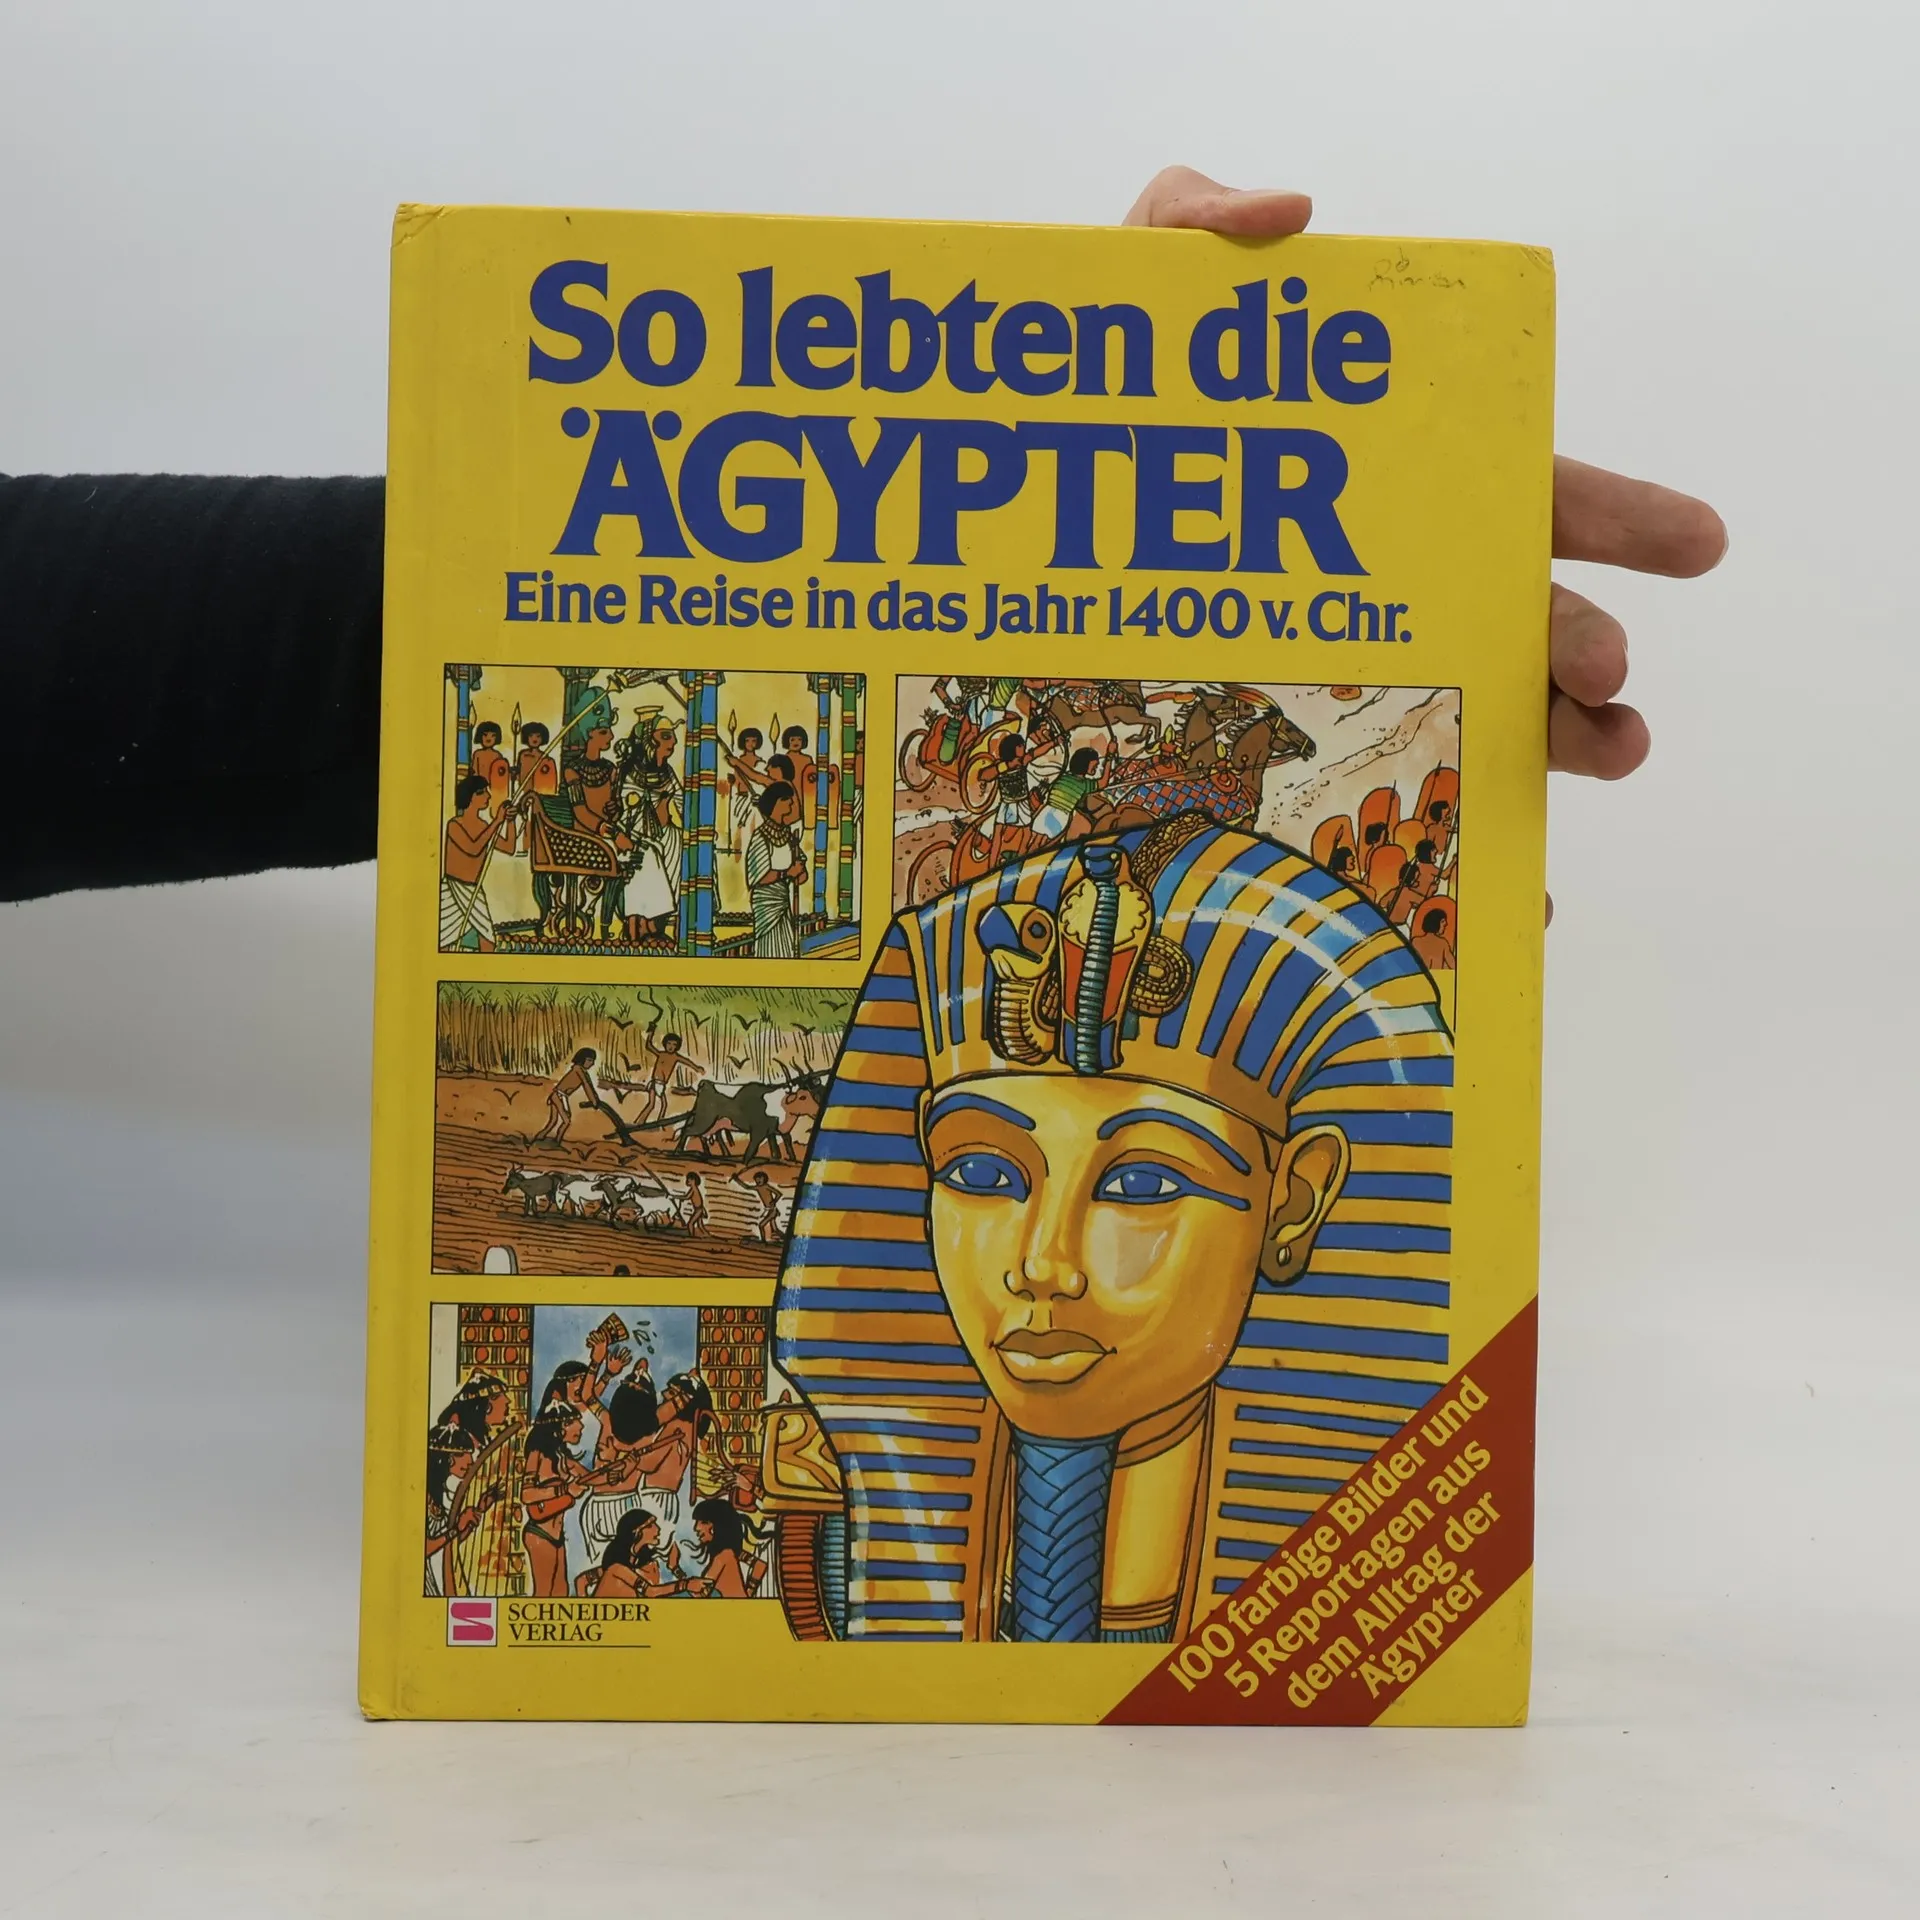 So lebten die
ÄGYPTER
Eine Reise in das Jahr 1400 v. Chr.
SCHNEIDER
VERLAG
100 farbige Bilder und
5 Reportagen aus
dem Alltag der
Ägypter